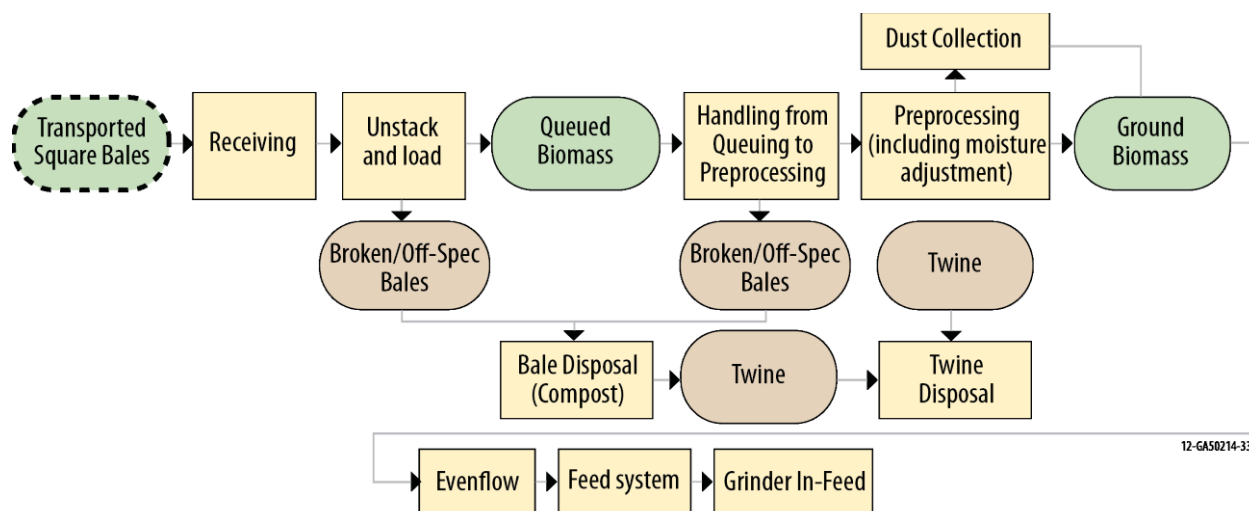 Dust Collection
Transported
Square Bales
Receiving
Unstack
and load
Queued
Biomass
Handling from
Queuing to
Preprocessing
Preprocessing
(including moisture
adjustment)
Ground
Biomass
Broken/Off-Spec
Bales
Broken/Off-Spec
Bales
Twine
Bale Disposal
(Compost)
Twine
Twine
Disposal
12-GA50214-33
Evenflow
Feed system
Grinder In-Feed